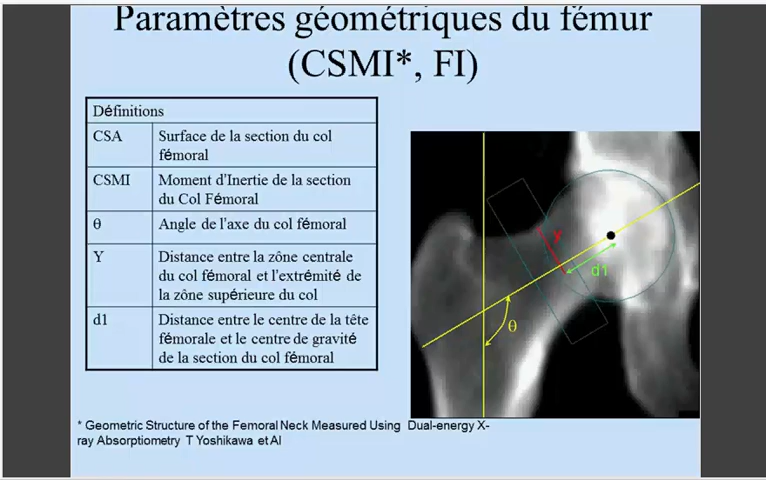 Paramètres géométriques du fémur
(CSMI*, FI)
Définitions
CSA
Surface de la section du col
fémoral
CSMI
Moment d'Inertie de la section
du Col Fémoral
θ
Angle de l'axe du col fémoral
Y
Distance entre la zône centrale
du col fémoral et l'extrémité de
la zône supérieure du col
d1
Distance entre le centre de la tête
fémorale et le centre de gravité
de la section du col fémoral
y
d1
θ
* Geometric Structure of the Femoral Neck Measured Using Dual-energy X-
ray Absorptiometry T Yoshikawa et Al